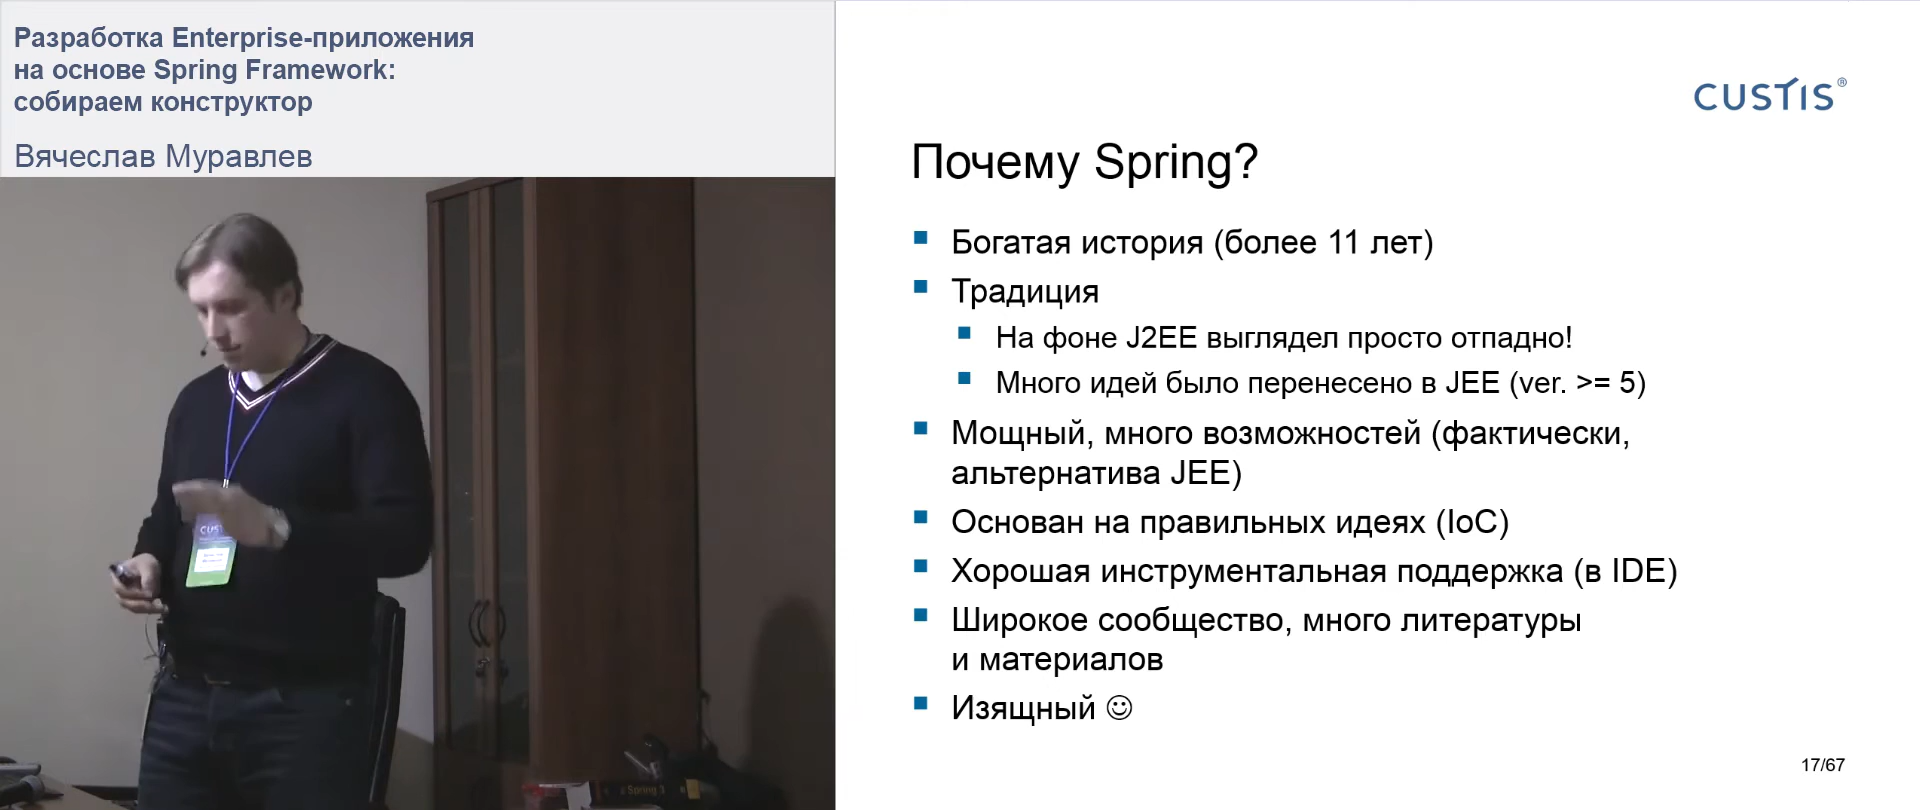 Разработка Enterprise-приложения
на основе Spring Framework:
собираем конструктор
Вячеслав Муравлев
CUSTIS®
Почему Spring?
Богатая история (более 11 лет)
Традиция
На фоне J2EE выглядел просто отпадно!
Много идей было перенесено в JEE (ver. >= 5)
Мощный, много возможностей (фактически,
альтернатива JEE)
Основан на правильных идеях (IoC)
Хорошая инструментальная поддержка (в IDE)
Широкое сообщество, много литературы
и материалов
Изящный ☺
17/67
CUST
Spring